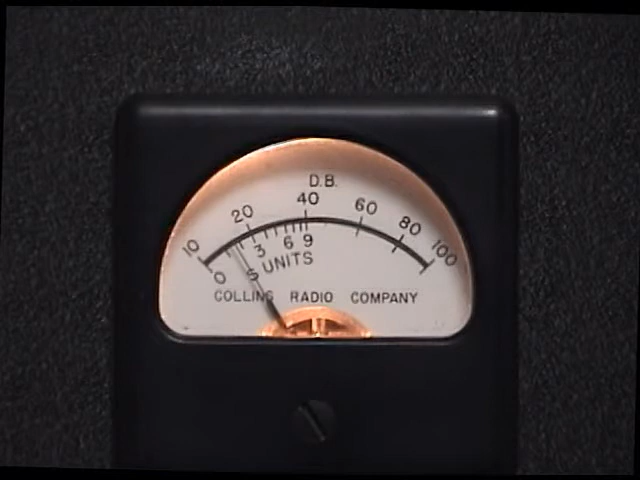 D.B.
10 20 40 60 80 100
0 3 6 9
S UNITS
COLLINS RADIO COMPANY